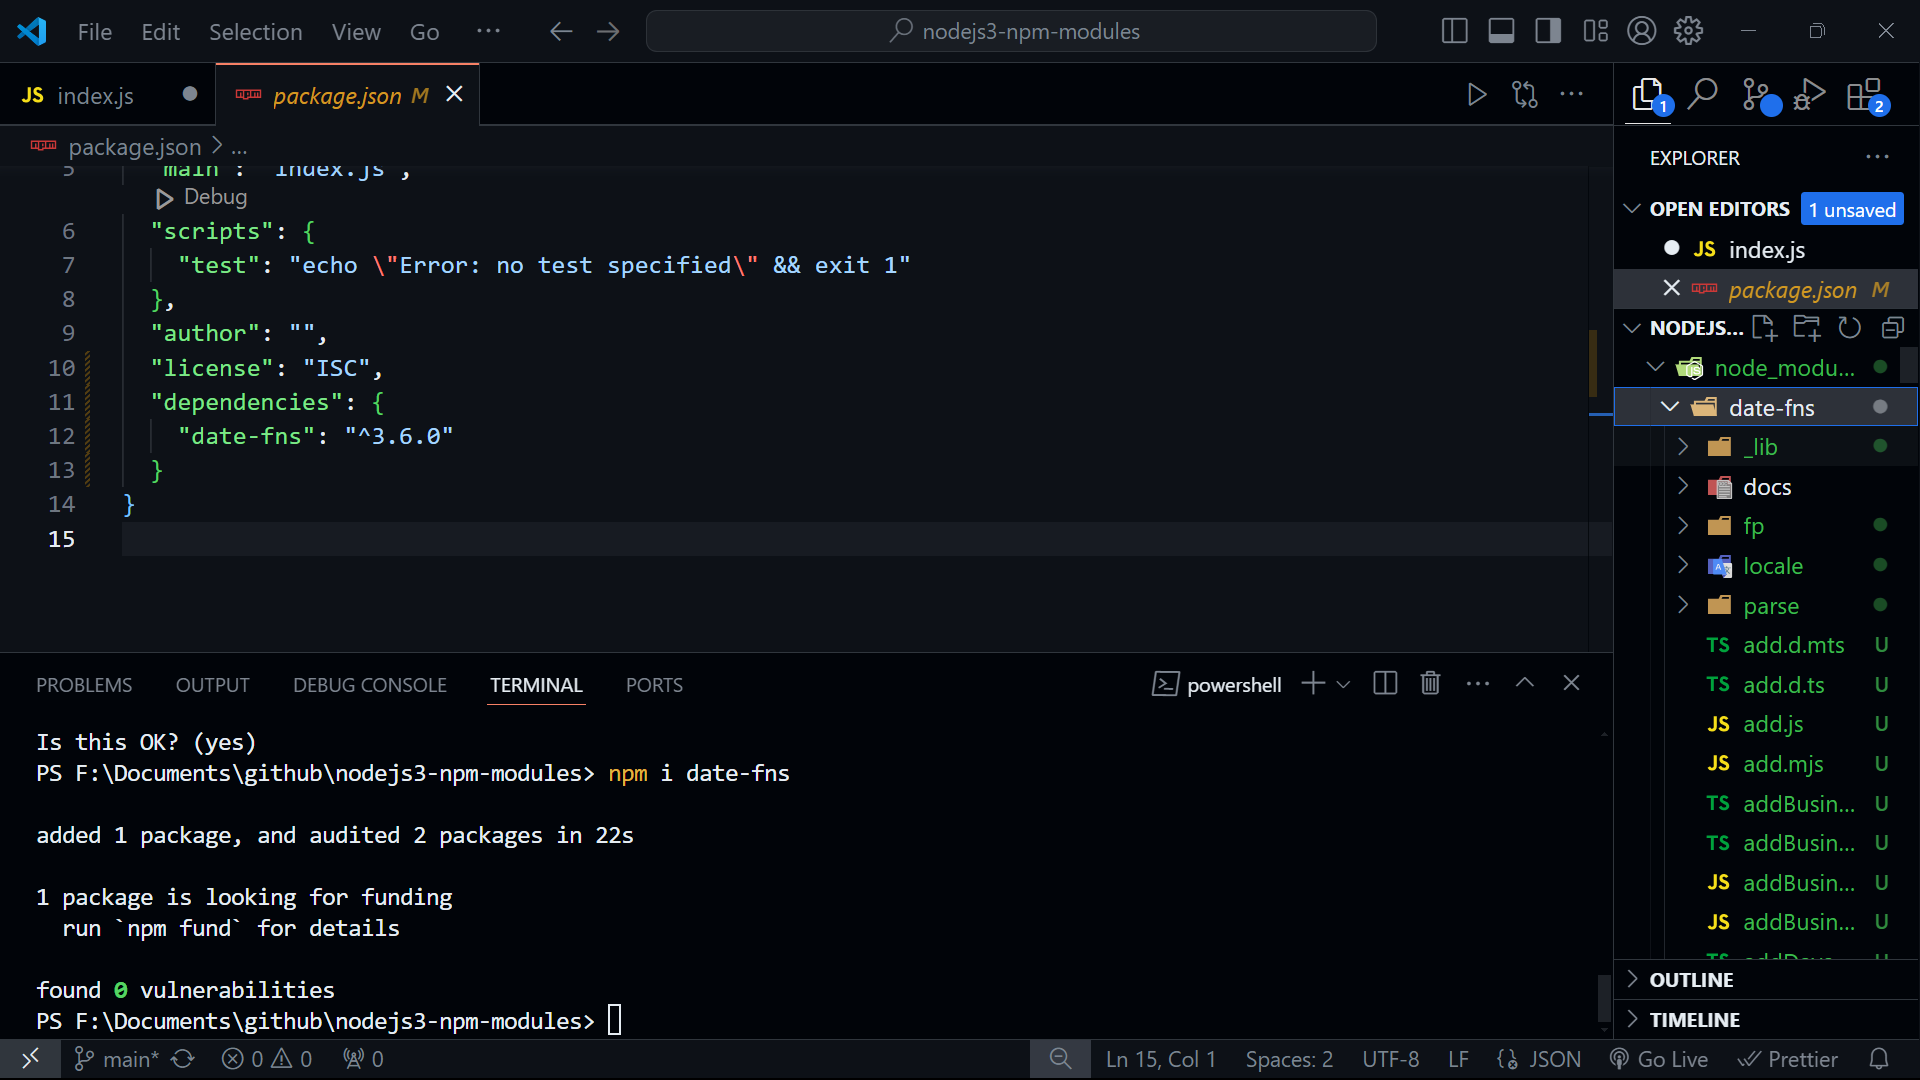 File Edit Selection View Go ... nodejs3-npm-modules
JS index.js package.json M
package.json > ...
5 "main": "index.js",
Debug
6 "scripts": {
7 "test": "echo \"Error: no test specified\" && exit 1"
8 },
9 "author": "",
10 "license": "ISC",
11 "dependencies": {
12 "date-fns": "^3.6.0"
13 }
14 }
15
PROBLEMS OUTPUT DEBUG CONSOLE TERMINAL PORTS powershell
Is this OK? (yes)
PS F:\Documents\github\nodejs3-npm-modules> npm i date-fns
added 1 package, and audited 2 packages in 22s
1 package is looking for funding
run `npm fund` for details
found 0 vulnerabilities
PS F:\Documents\github\nodejs3-npm-modules>
1 2
EXPLORER ...
OPEN EDITORS 1 unsaved
JS index.js
package.json M
NODEJS...
node_modu...
date-fns
_lib
docs
fp
locale
parse
TS add.d.mts U
TS add.d.ts U
JS add.js U
JS add.mjs U
TS addBusin... U
TS addBusin... U
JS addBusin... U
JS addBusin... U
OUTLINE
TIMELINE
main* 0 0 0 Ln 15, Col 1 Spaces: 2 UTF-8 LF JSON Go Live Prettier